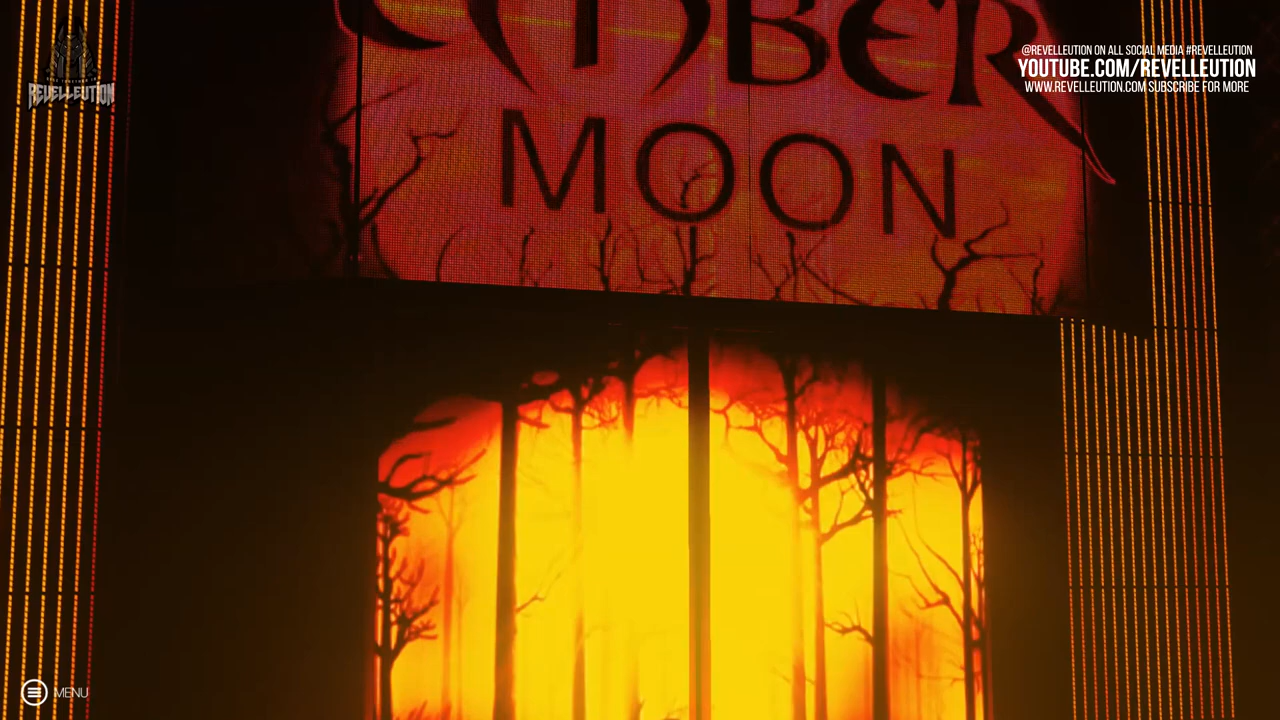 @REVELLEUTION ON ALL SOCIAL MEDIA #REVELLEUTION
YOUTUBE.COM/REVELLEUTION
WWW.REVELLEUTION.COM SUBSCRIBE FOR MORE
REVELLEUTION
MOON
MENU